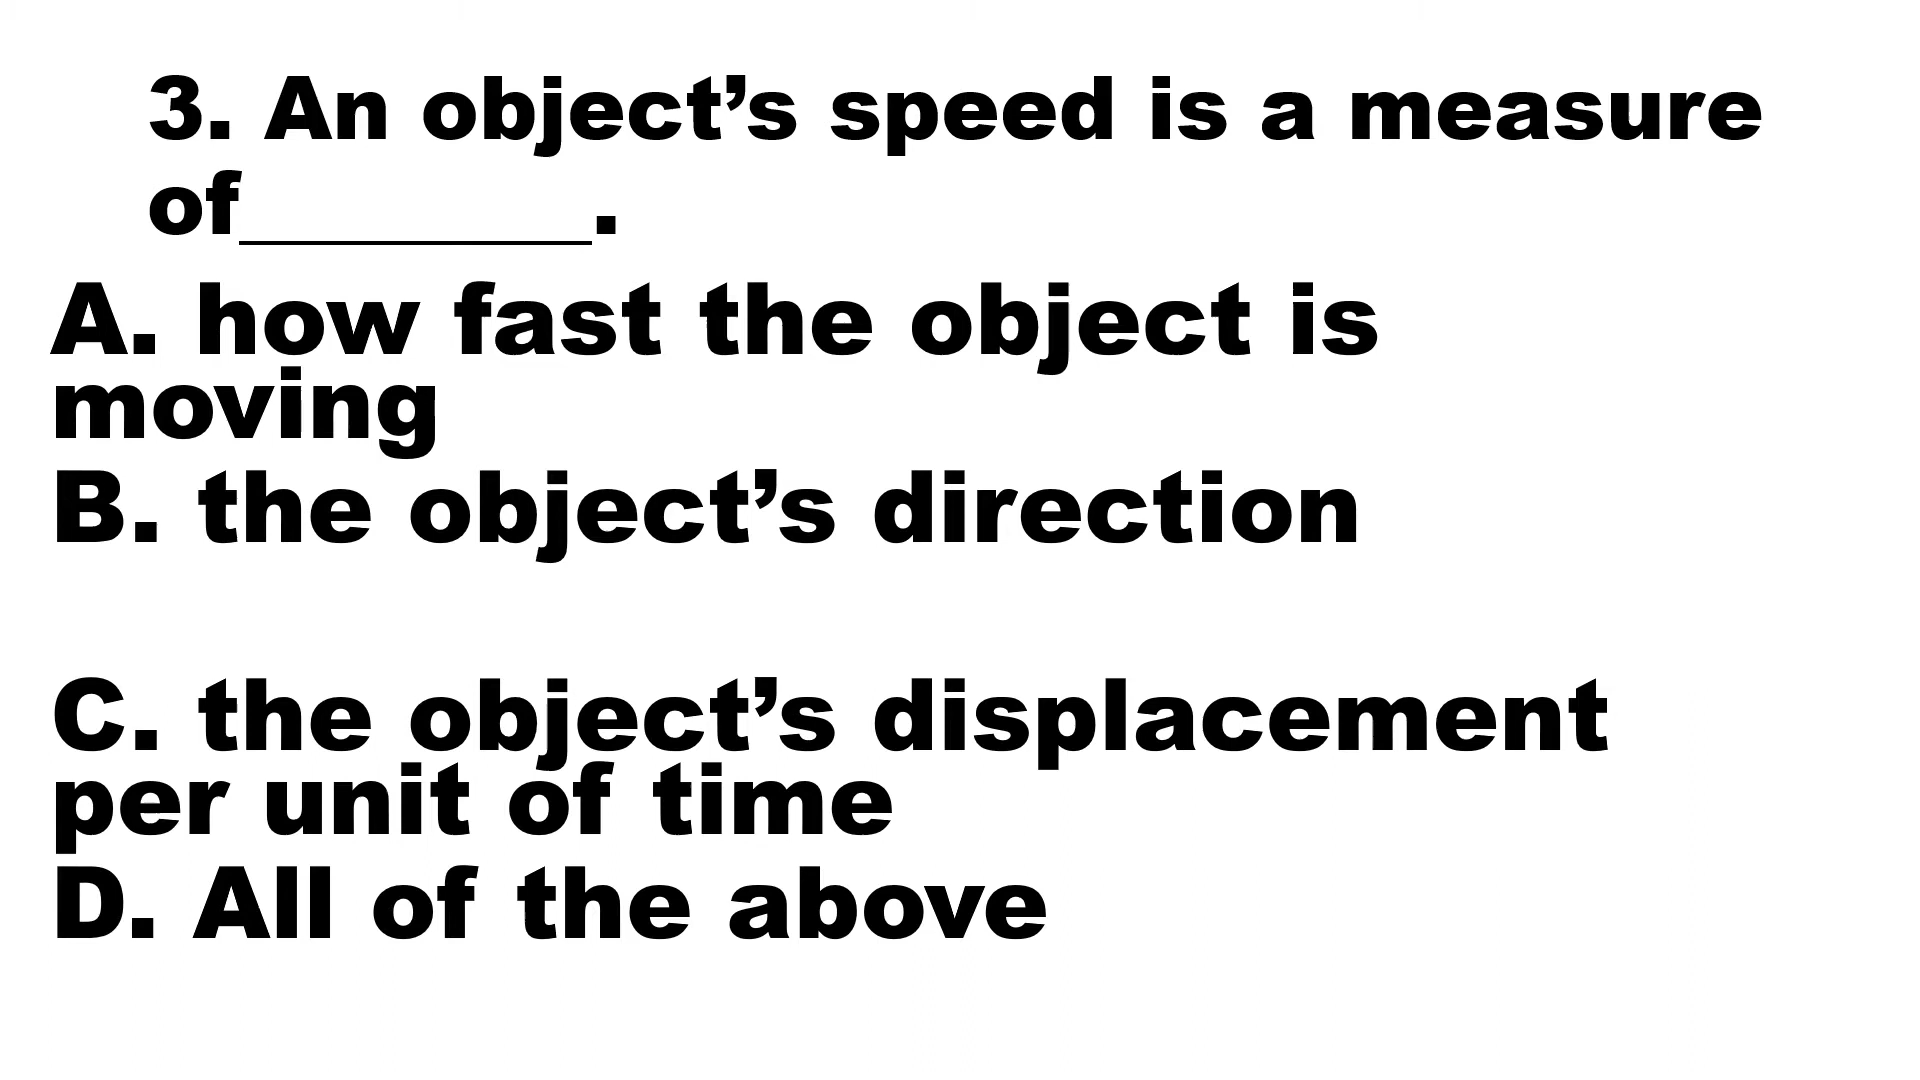 3. An object’s speed is a measure
of_________.
A. how fast the object is
moving
B. the object’s direction
C. the object’s displacement
per unit of time
D. All of the above